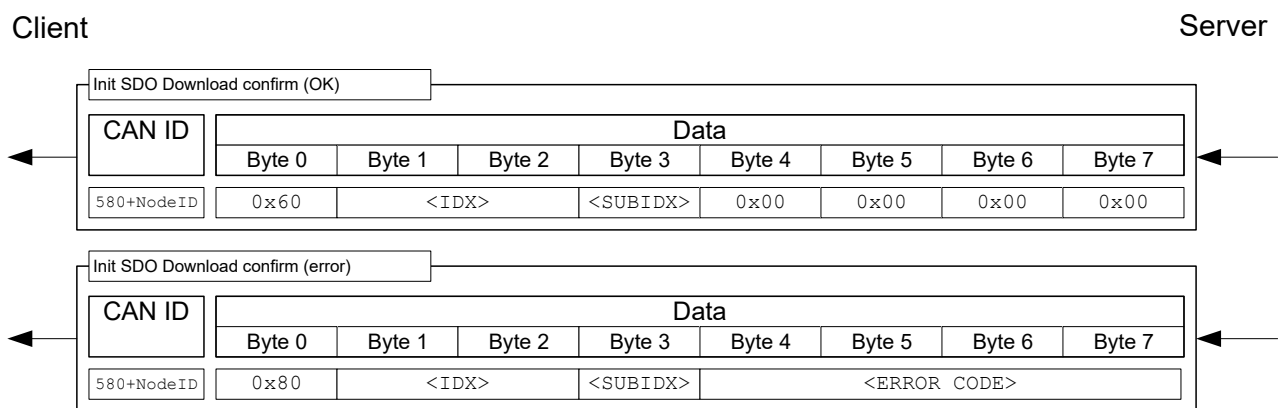 Client Server
Init SDO Download confirm (OK)
CAN ID Data
Byte 0 Byte 1 Byte 2 Byte 3 Byte 4 Byte 5 Byte 6 Byte 7
580+NodeID 0x60 <IDX> <SUBIDX> 0x00 0x00 0x00 0x00
Init SDO Download confirm (error)
CAN ID Data
Byte 0 Byte 1 Byte 2 Byte 3 Byte 4 Byte 5 Byte 6 Byte 7
580+NodeID 0x80 <IDX> <SUBIDX> <ERROR CODE>